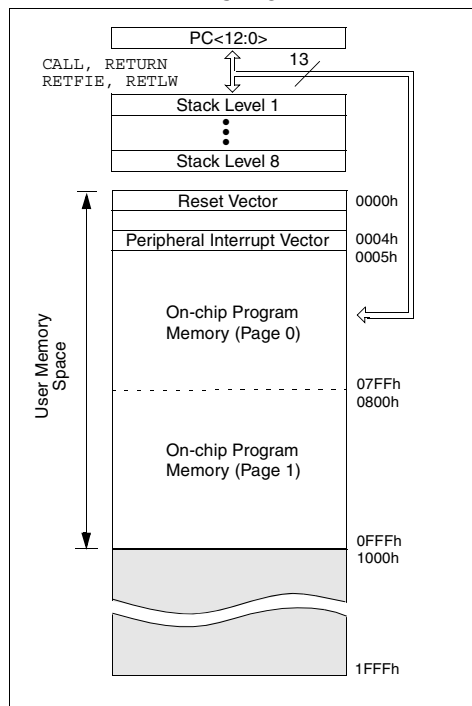 PC<12:0>
CALL, RETURN
RETFIE, RETLW
13
Stack Level 1
Stack Level 8
Reset Vector
0000h
Peripheral Interrupt Vector
0004h
0005h
On-chip Program
Memory (Page 0)
User Memory
Space
07FFh
0800h
On-chip Program
Memory (Page 1)
0FFFh
1000h
1FFFh